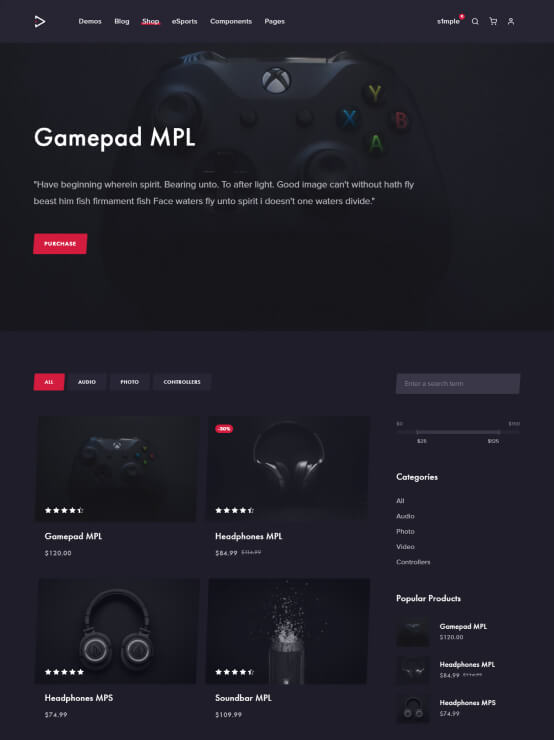 Demos Blog Shop eSports Components Pages s1mple
Gamepad MPL
"Have beginning wherein spirit. Bearing unto. To after light. Good image can't without hath fly
beast him fish firmament fish Face waters fly unto spirit i doesn't one waters divide."
PURCHASE
X Y B A
ALL AUDIO PHOTO CONTROLLERS
Gamepad MPL
$120.00
-30%
Headphones MPL
$84.99 $114.99
Headphones MPS
$74.99
Soundbar MPL
$109.99
Enter a search term
$0 $150
$25 $125
Categories
All
Audio
Photo
Video
Controllers
Popular Products
Gamepad MPL
$120.00
Headphones MPL
$84.99 $114.99
Headphones MPS
$74.99